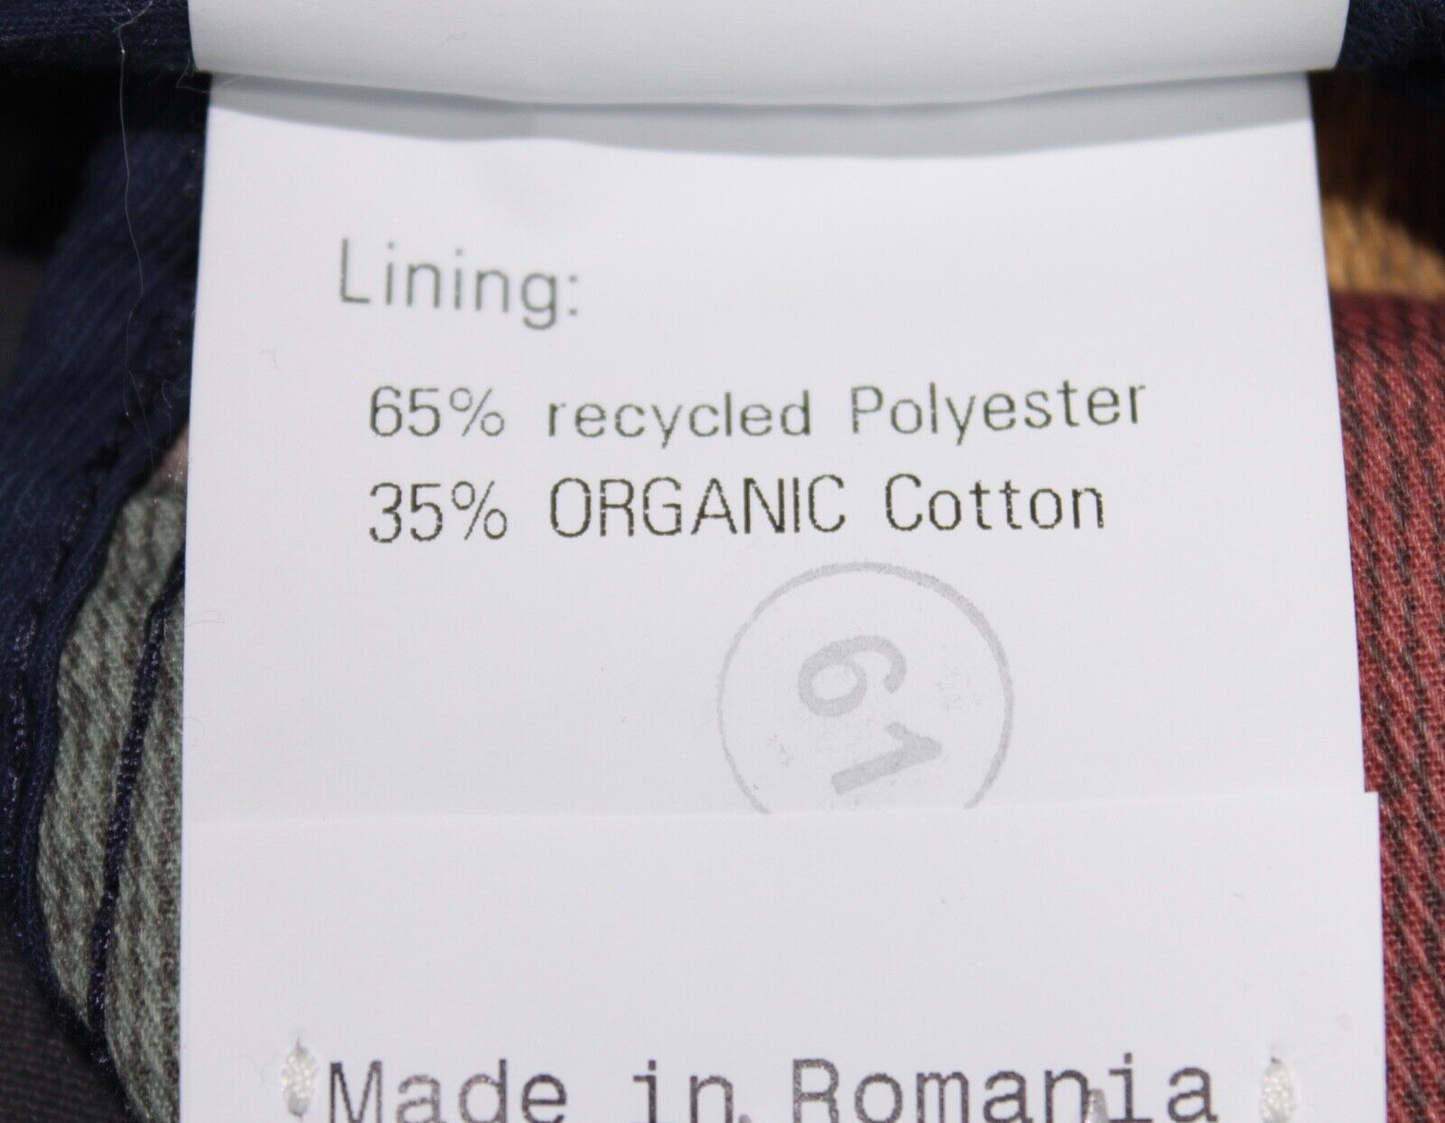 Lining:
65% recycled Polyester
35% ORGANIC Cotton
61
Made in Romania